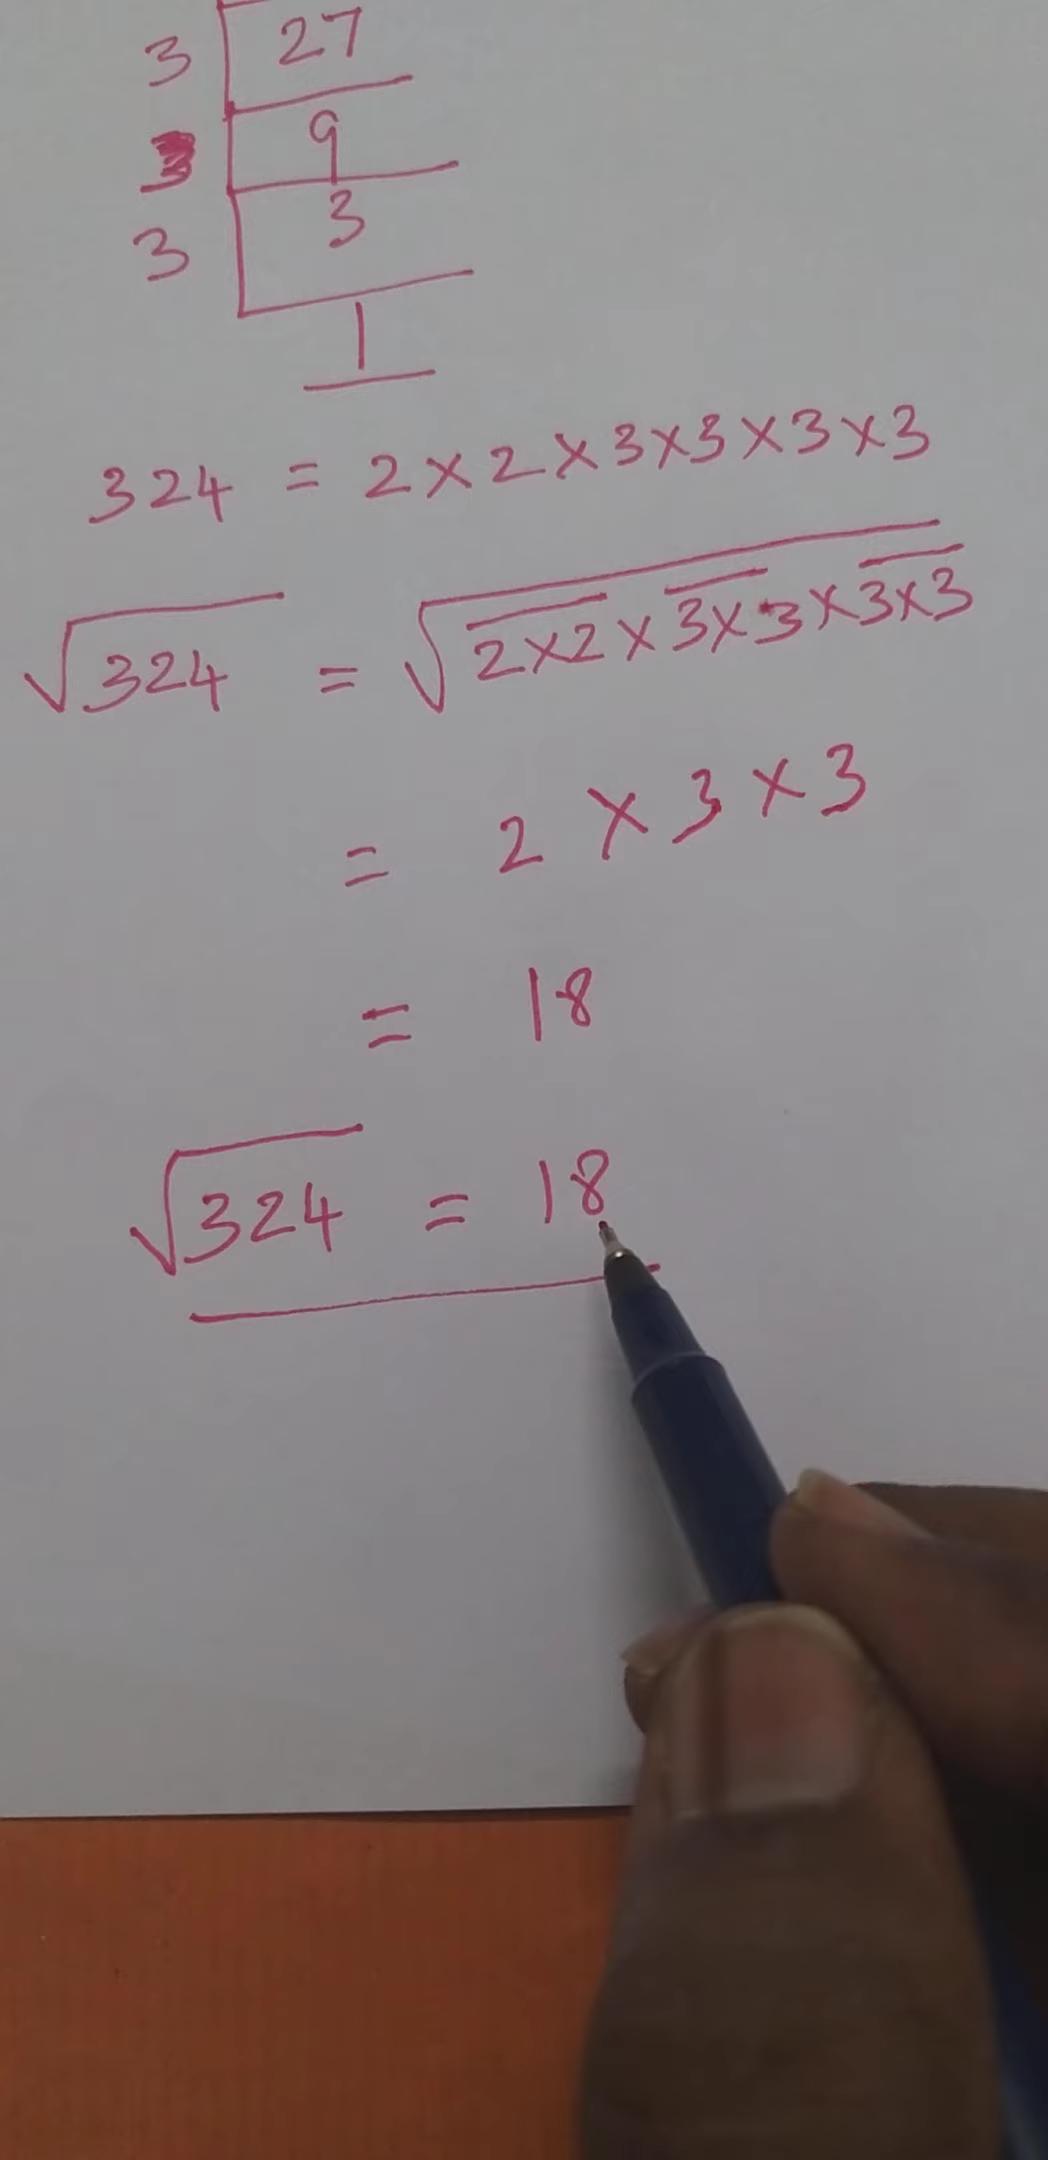 3 27
3 9
3 3
1
324 = 2 × 2 × 3 × 3 × 3 × 3
√324 = √2×2 × 3×3 × 3×3
= 2 × 3 × 3
= 18
√324 = 18